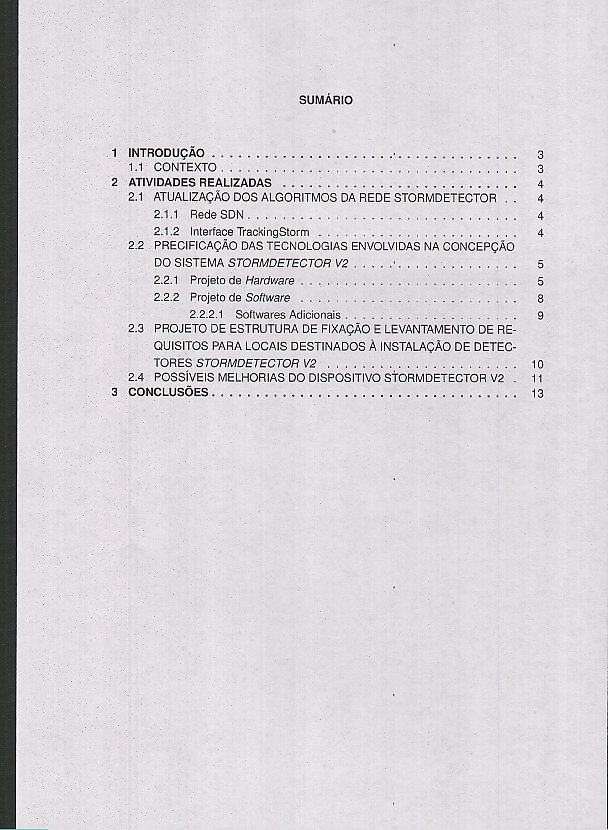 SUMÁRIO
1 INTRODUÇÃO . . . . . . . . . . . . . . . . . . . . . . . . . . . . . . . . . . . 3
1.1 CONTEXTO . . . . . . . . . . . . . . . . . . . . . . . . . . . . . . . . . . 3
2 ATIVIDADES REALIZADAS . . . . . . . . . . . . . . . . . . . . . . . . . . . 4
2.1 ATUALIZAÇÃO DOS ALGORITMOS DA REDE STORMDETECTOR . . 4
2.1.1 Rede SDN . . . . . . . . . . . . . . . . . . . . . . . . . . . . . . . 4
2.1.2 Interface TrackingStorm . . . . . . . . . . . . . . . . . . . . . . . 4
2.2 PRECIFICAÇÃO DAS TECNOLOGIAS ENVOLVIDAS NA CONCEPÇÃO
DO SISTEMA STORMDETECTOR V2 . . . . . . . . . . . . . . . . . . . 5
2.2.1 Projeto de Hardware . . . . . . . . . . . . . . . . . . . . . . . . . 5
2.2.2 Projeto de Software . . . . . . . . . . . . . . . . . . . . . . . . . 8
2.2.2.1 Softwares Adicionais . . . . . . . . . . . . . . . . . . . . 9
2.3 PROJETO DE ESTRUTURA DE FIXAÇÃO E LEVANTAMENTO DE RE-
QUISITOS PARA LOCAIS DESTINADOS À INSTALAÇÃO DE DETEC-
TORES STORMDETECTOR V2 . . . . . . . . . . . . . . . . . . . . . . 10
2.4 POSSÍVEIS MELHORIAS DO DISPOSITIVO STORMDETECTOR V2 . 11
3 CONCLUSÕES . . . . . . . . . . . . . . . . . . . . . . . . . . . . . . . . . . . 13